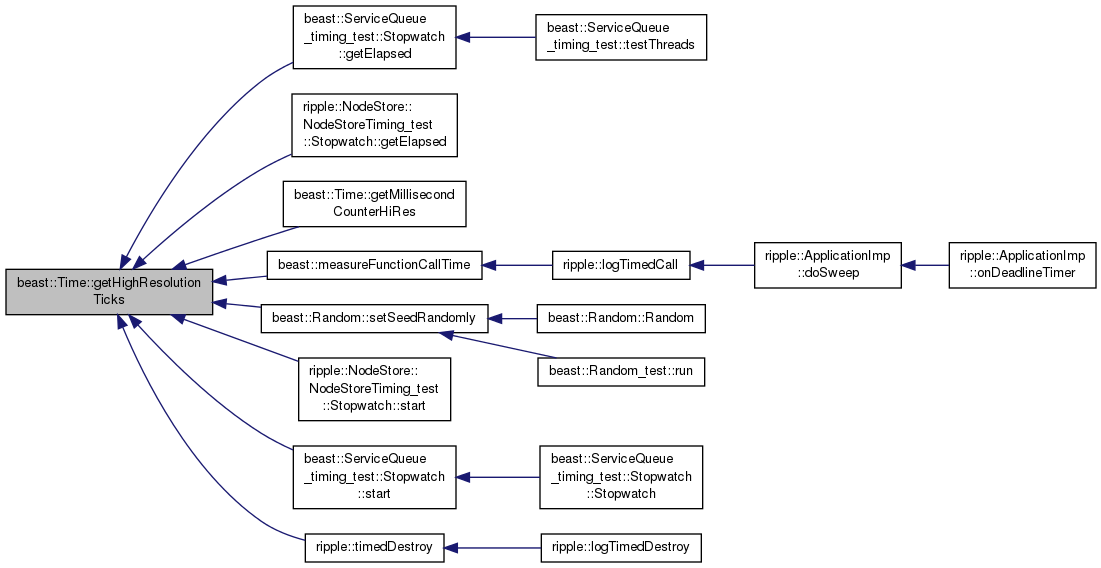 beast::ServiceQueue
_timing_test::Stopwatch
::getElapsed
beast::ServiceQueue
_timing_test::testThreads
ripple::NodeStore::
NodeStoreTiming_test
::Stopwatch::getElapsed
beast::Time::getMillisecond
CounterHiRes
beast::measureFunctionCallTime
ripple::logTimedCall
ripple::ApplicationImp
::doSweep
ripple::ApplicationImp
::onDeadlineTimer
beast::Time::getHighResolution
Ticks
beast::Random::setSeedRandomly
beast::Random::Random
beast::Random_test::run
ripple::NodeStore::
NodeStoreTiming_test
::Stopwatch::start
beast::ServiceQueue
_timing_test::Stopwatch
::start
beast::ServiceQueue
_timing_test::Stopwatch
::Stopwatch
ripple::timedDestroy
ripple::logTimedDestroy